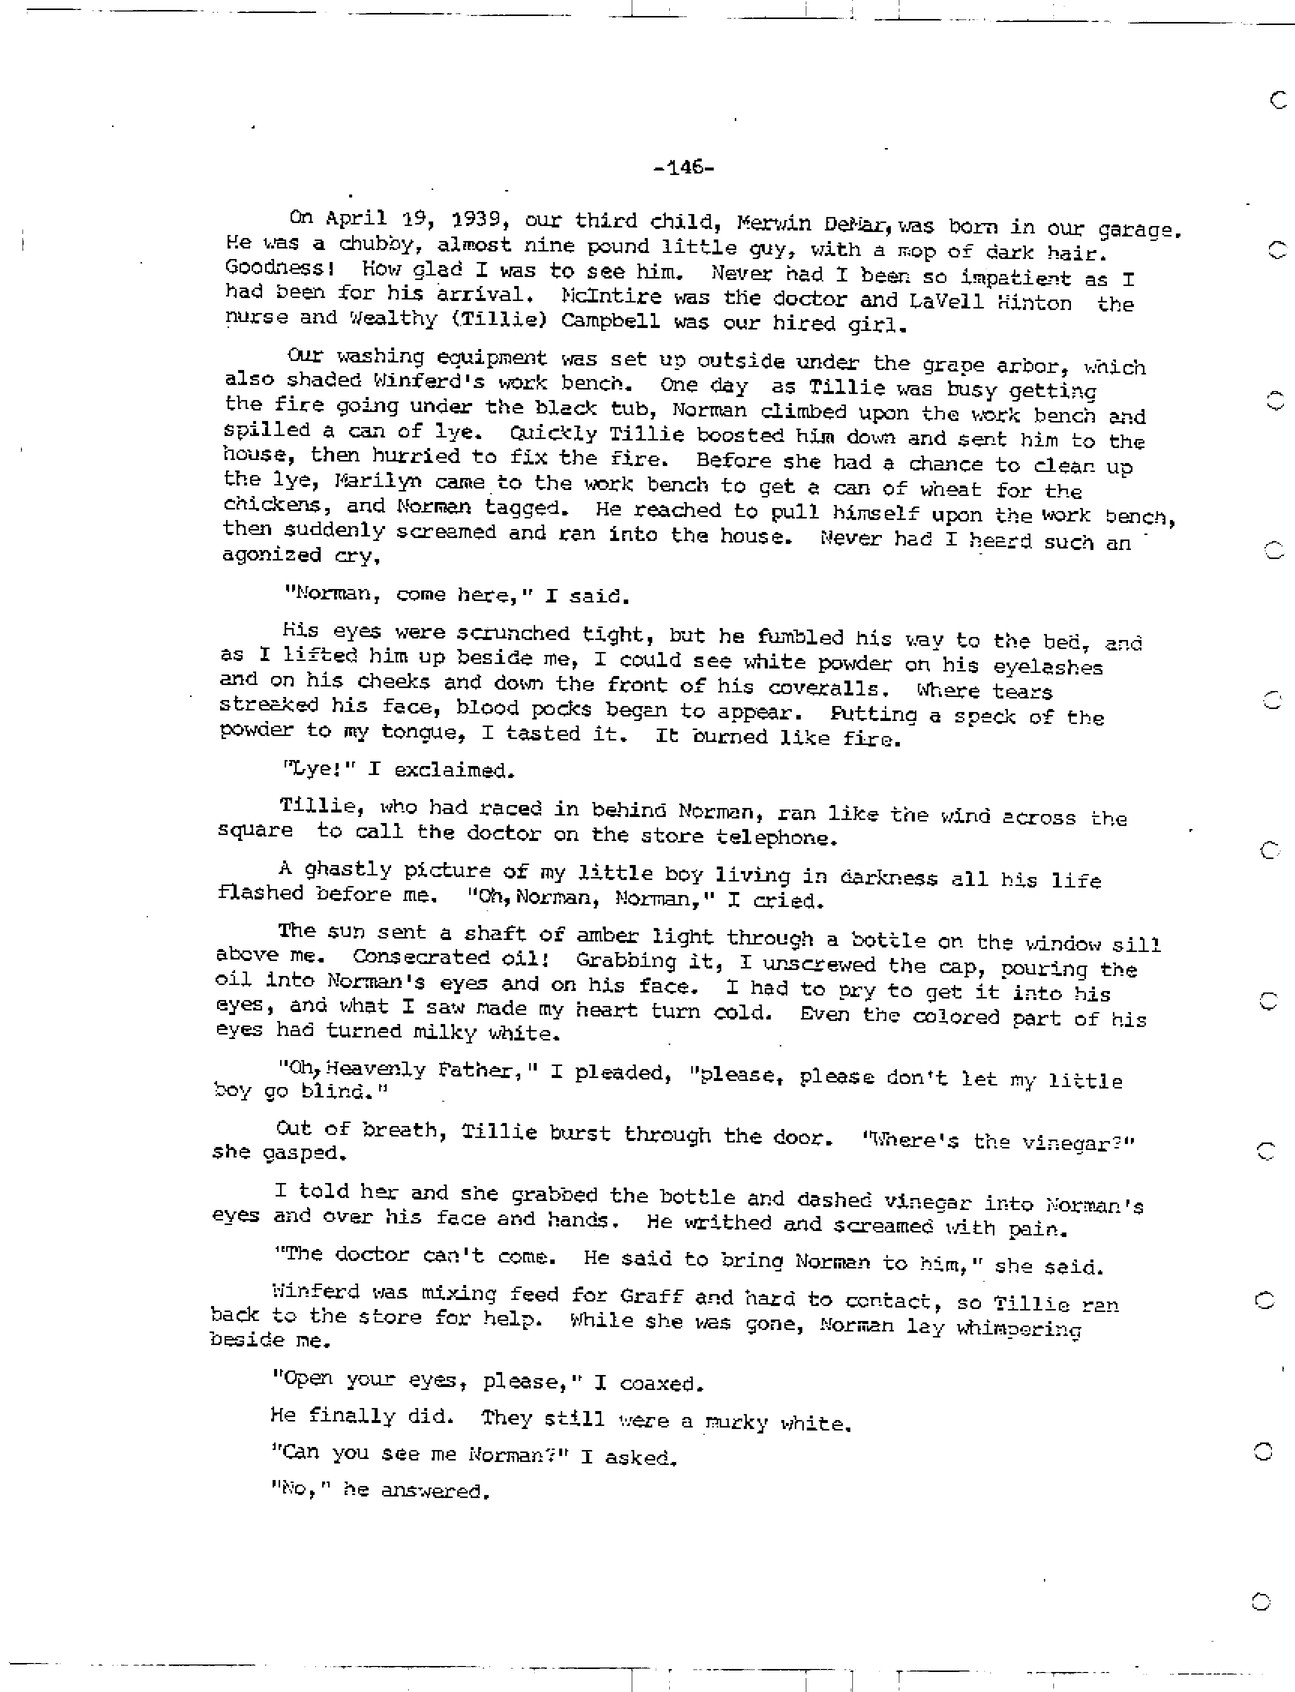 -146-
On April 19, 1939, our third child, Merwin DeMar, was born in our garage.
He was a chubby, almost nine pound little guy, with a mop of dark hair.
Goodness! How glad I was to see him. Never had I been so impatient as I
had been for his arrival. McIntire was the doctor and LaVell Hinton the
nurse and Wealthy (Tillie) Campbell was our hired girl.
Our washing equipment was set up outside under the grape arbor, which
also shaded Winferd's work bench. One day as Tillie was busy getting
the fire going under the black tub, Norman climbed upon the work bench and
spilled a can of lye. Quickly Tillie boosted him down and sent him to the
house, then hurried to fix the fire. Before she had a chance to clean up
the lye, Marilyn came to the work bench to get a can of wheat for the
chickens, and Norman tagged. He reached to pull himself upon the work bench,
then suddenly screamed and ran into the house. Never had I heard such an
agonized cry,
"Norman, come here," I said.
His eyes were scrunched tight, but he fumbled his way to the bed, and
as I lifted him up beside me, I could see white powder on his eyelashes
and on his cheeks and down the front of his coveralls. Where tears
streaked his face, blood pocks began to appear. Putting a speck of the
powder to my tongue, I tasted it. It burned like fire.
"Lye!" I exclaimed.
Tillie, who had raced in behind Norman, ran like the wind across the
square to call the doctor on the store telephone.
A ghastly picture of my little boy living in darkness all his life
flashed before me. "Oh, Norman, Norman," I cried.
The sun sent a shaft of amber light through a bottle on the window sill
above me. Consecrated oil! Grabbing it, I unscrewed the cap, pouring the
oil into Norman's eyes and on his face. I had to pry to get it into his
eyes, and what I saw made my heart turn cold. Even the colored part of his
eyes had turned milky white.
"Oh, Heavenly Father," I pleaded, "please, please don't let my little
boy go blind."
Out of breath, Tillie burst through the door. "Where's the vinegar?"
she gasped.
I told her and she grabbed the bottle and dashed vinegar into Norman's
eyes and over his face and hands. He writhed and screamed with pain.
"The doctor can't come. He said to bring Norman to him," she said.
Winferd was mixing feed for Graff and hard to contact, so Tillie ran
back to the store for help. While she was gone, Norman lay whimpering
beside me.
"Open your eyes, please," I coaxed.
He finally did. They still were a murky white.
"Can you see me Norman?" I asked.
"No," he answered.